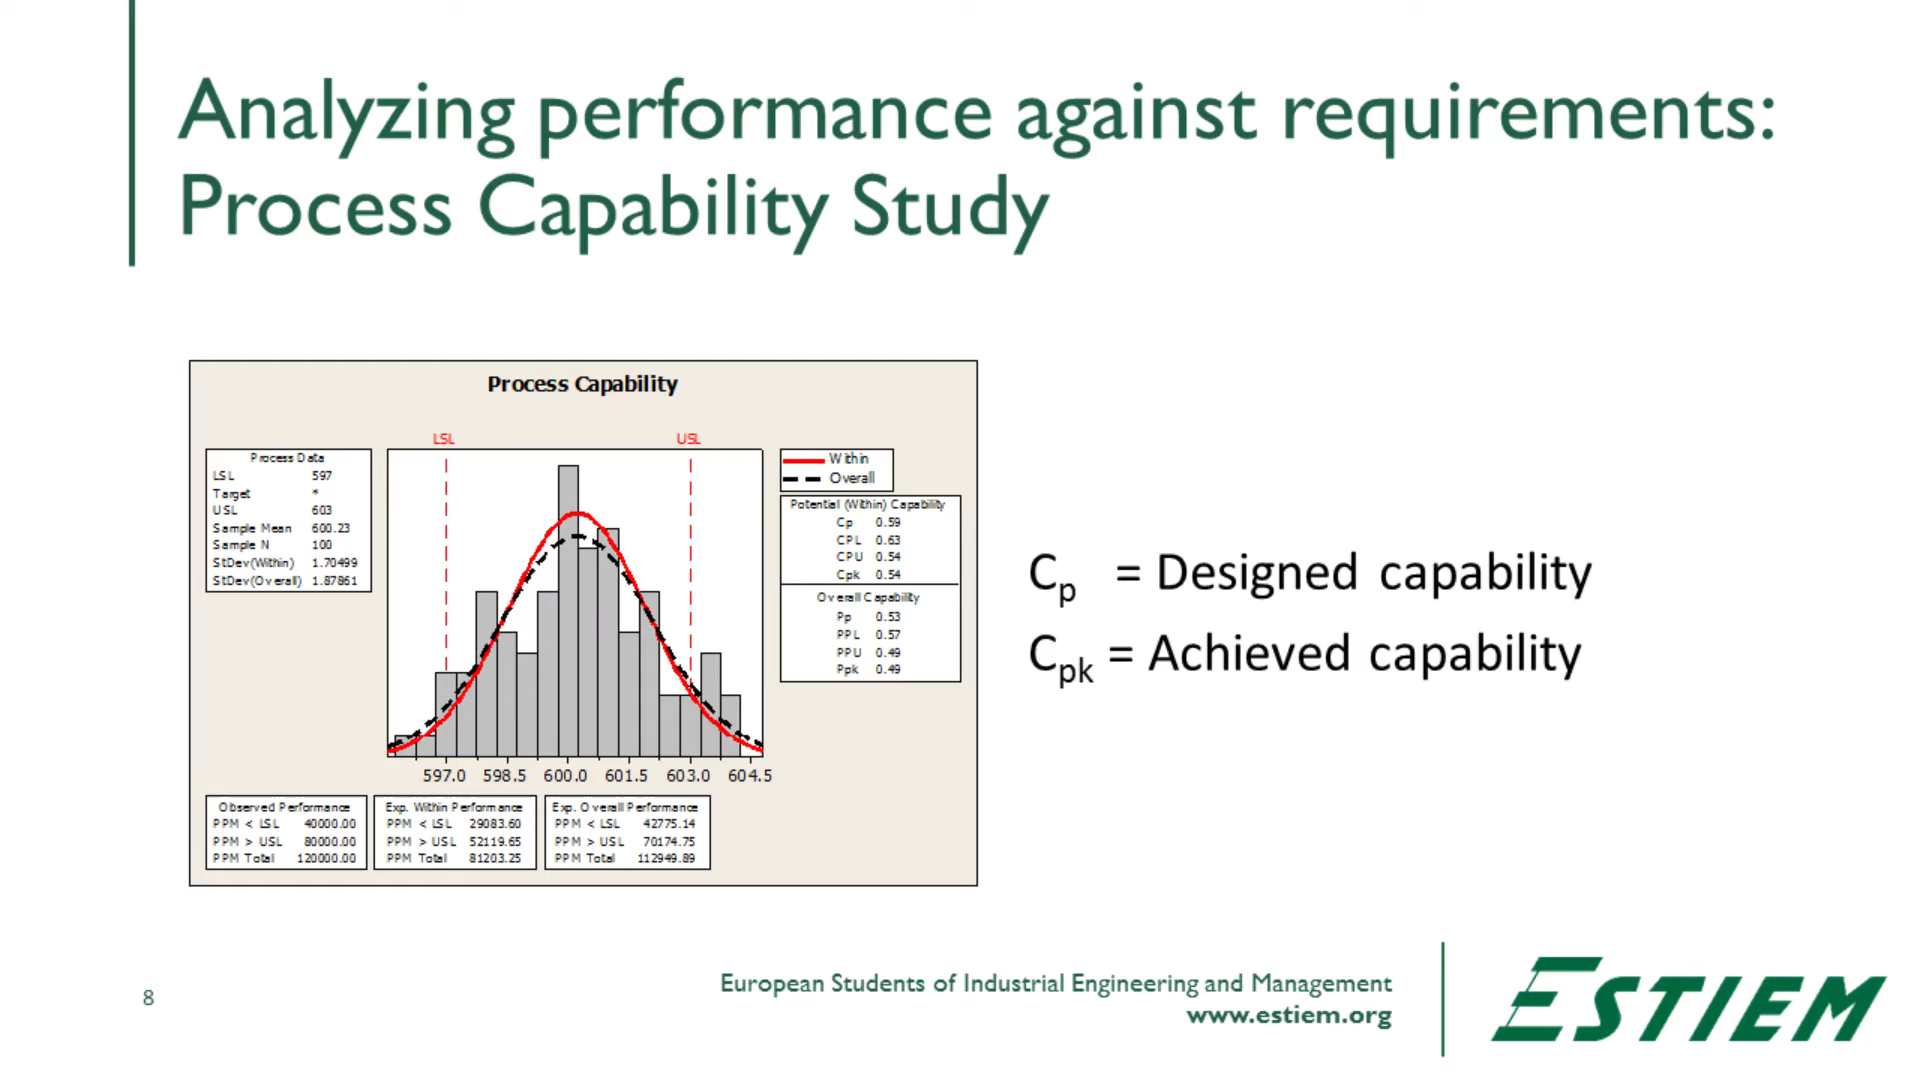 Analyzing performance against requirements:
Process Capability Study
Process Capability
LSL
USL
Process Data
LSL 597
Target *
USL 603
Sample Mean 600.23
Sample N 100
StDev(Within) 1.70499
StDev(Overall) 1.87861
Within
Overall
Potential (Within) Capability
Cp 0.59
CPL 0.63
CPU 0.54
Cpk 0.54
Overall Capability
Pp 0.53
PPL 0.57
PPU 0.49
Ppk 0.49
597.0 598.5 600.0 601.5 603.0 604.5
Observed Performance
PPM < LSL 40000.00
PPM > USL 80000.00
PPM Total 120000.00
Exp. Within Performance
PPM < LSL 29083.60
PPM > USL 52119.65
PPM Total 81203.25
Exp. Overall Performance
PPM < LSL 42775.14
PPM > USL 70174.75
PPM Total 112949.89
Cp = Designed capability
Cpk = Achieved capability
8
European Students of Industrial Engineering and Management
www.estiem.org
ESTIEM